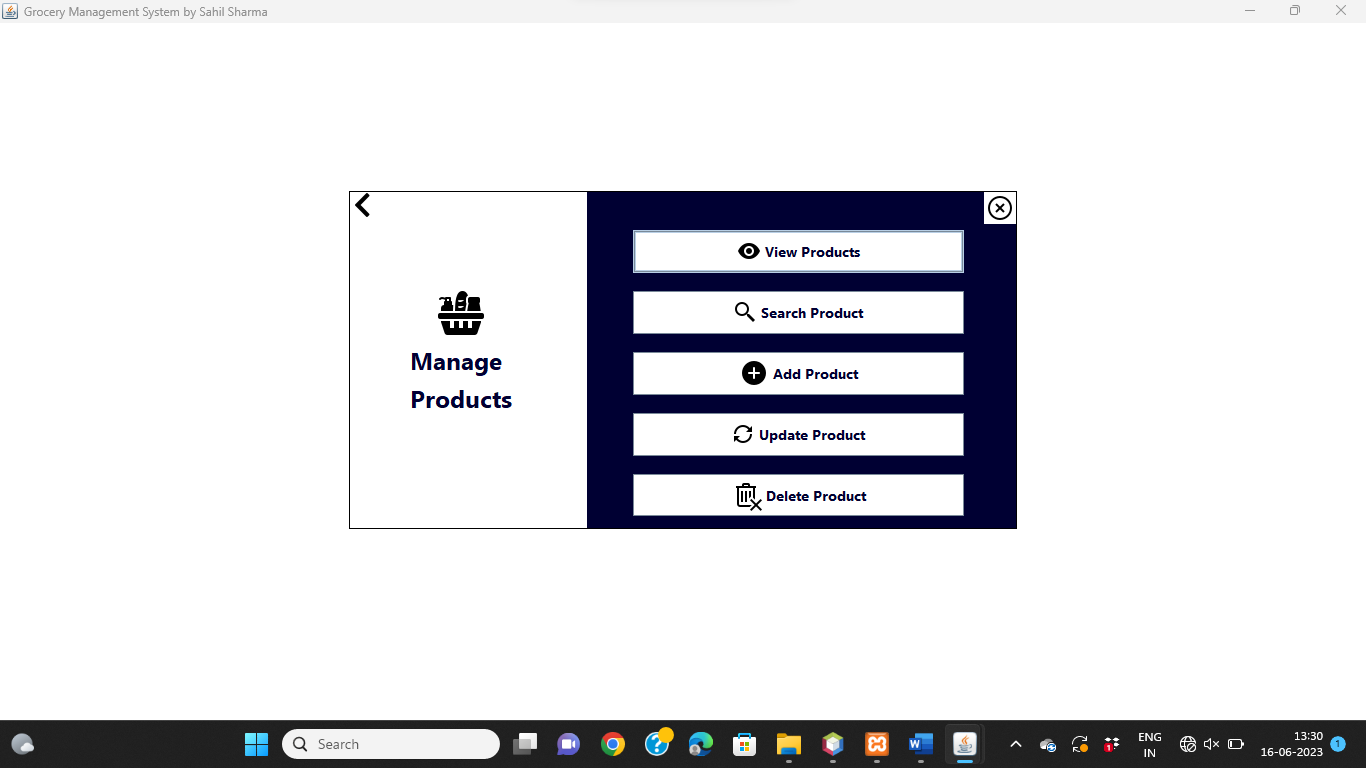 Grocery Management System by Sahil Sharma
Manage
Products
View Products
Search Product
Add Product
Update Product
Delete Product
Search
ENG
IN
13:30
16-06-2023
1
1